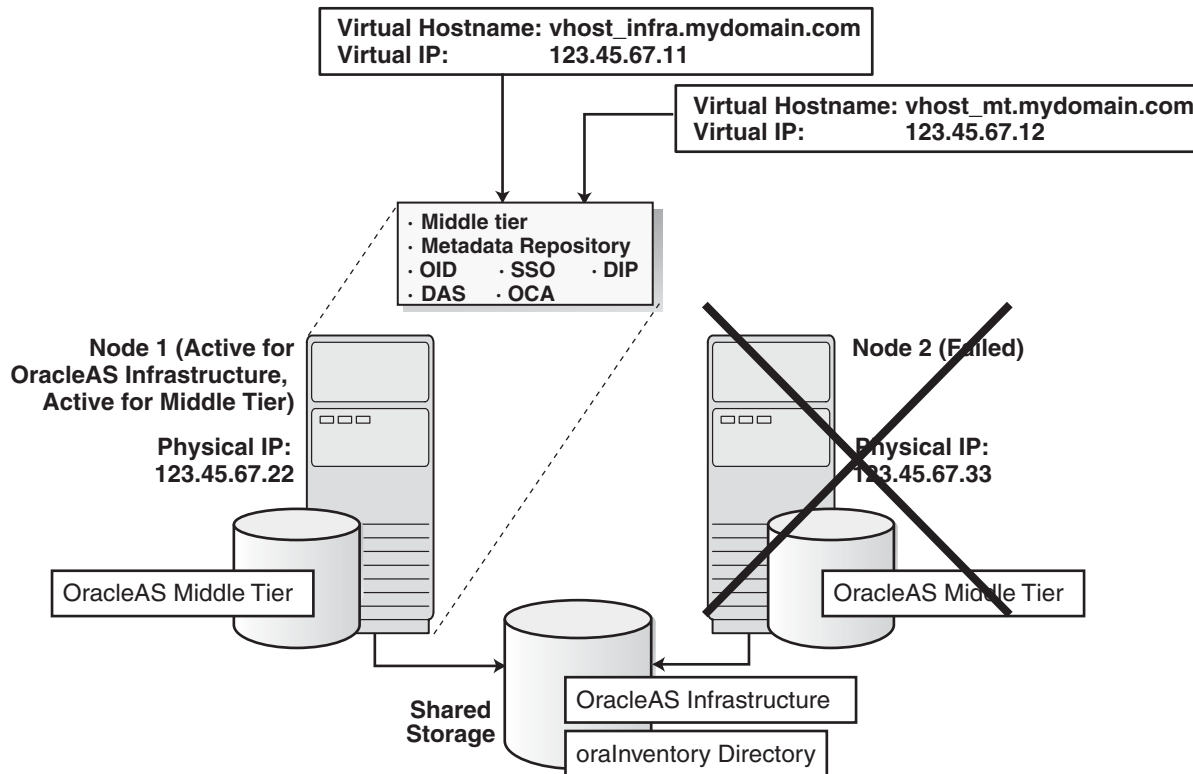 Virtual Hostname: vhost_infra.mydomain.com
Virtual IP: 123.45.67.11
Virtual Hostname: vhost_mt.mydomain.com
Virtual IP: 123.45.67.12
· Middle tier
· Metadata Repository
· OID · SSO · DIP
· DAS · OCA
Node 1 (Active for
OracleAS Infrastructure,
Active for Middle Tier)
Physical IP:
123.45.67.22
OracleAS Middle Tier
Node 2 (Failed)
Physical IP:
123.45.67.33
OracleAS Middle Tier
Shared
Storage
OracleAS Infrastructure
oraInventory Directory